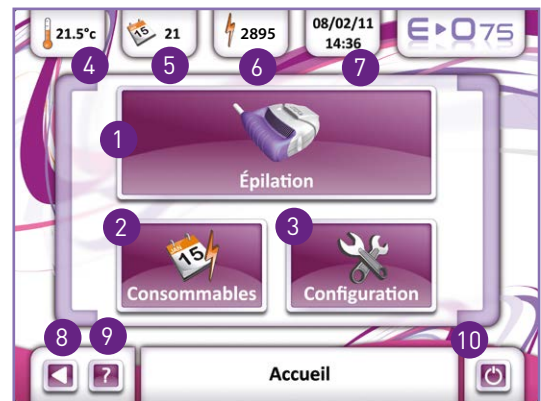 21.5°c
15 21
2895
08/02/11
14:36
E▸O75
4
5
6
7
1
Épilation
2
3
JAN
15
Consommables
Configuration
8
9
10
?
Accueil